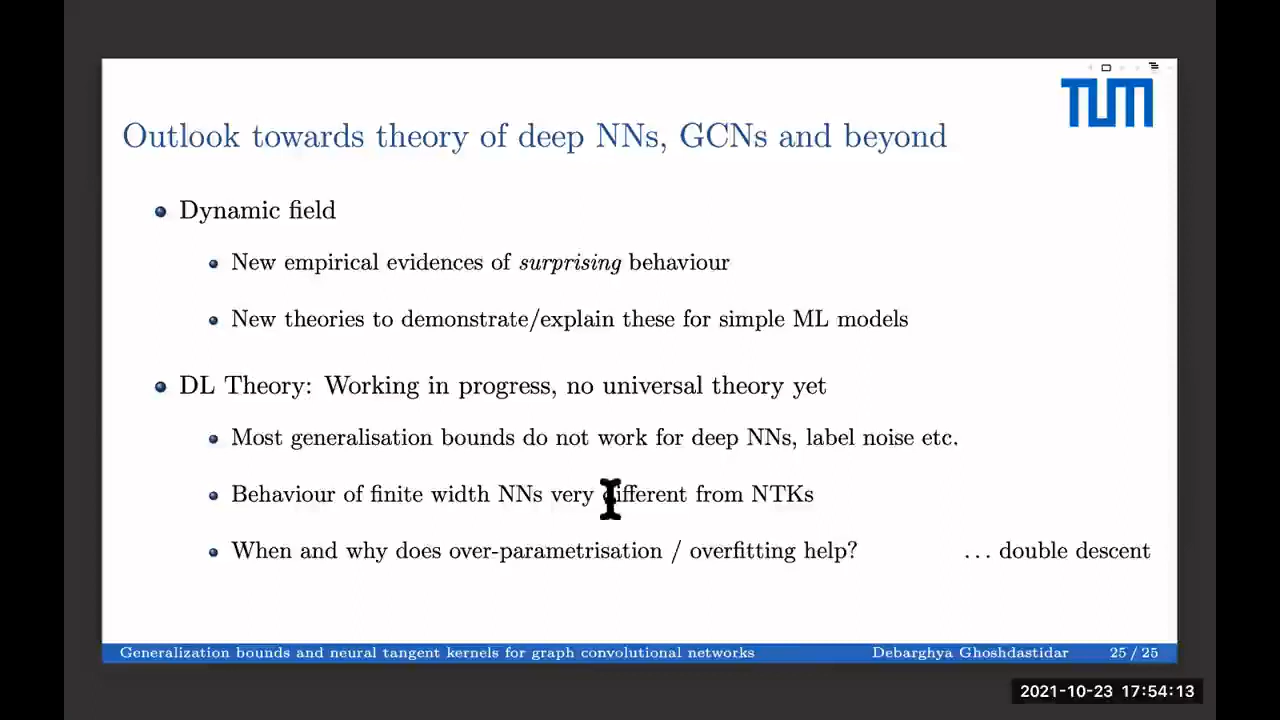 TUM
Outlook towards theory of deep NNs, GCNs and beyond
Dynamic field
New empirical evidences of surprising behaviour
New theories to demonstrate/explain these for simple ML models
DL Theory: Working in progress, no universal theory yet
Most generalisation bounds do not work for deep NNs, label noise etc.
Behaviour of finite width NNs very different from NTKs
When and why does over-parametrisation / overfitting help? ... double descent
Generalization bounds and neural tangent kernels for graph convolutional networks Debarghya Ghoshdastidar 25 / 25
2021-10-23 17:54:13